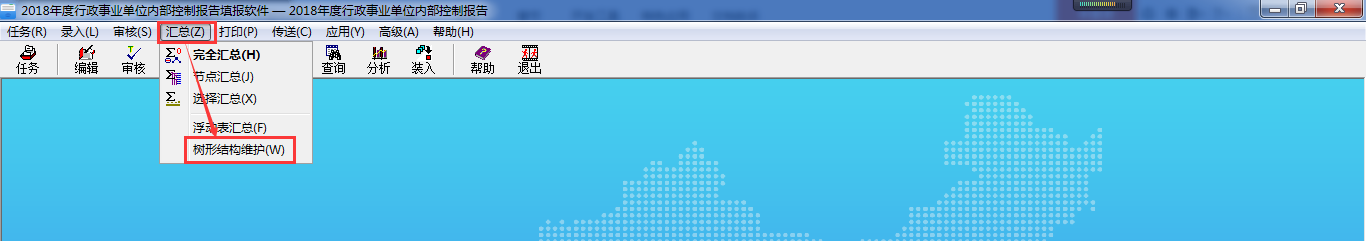 2018年度行政事业单位内部控制报告填报软件 — 2018年度行政事业单位内部控制报告
任务(R) 录入(L) 审核(S) 汇总(Z) 打印(P) 传送(C) 应用(Y) 高级(A) 帮助(H)
任务 编辑 审核 查询 分析 装入 帮助 退出
完全汇总(H)
节点汇总(J)
选择汇总(X)
浮动表汇总(F)
树形结构维护(W)